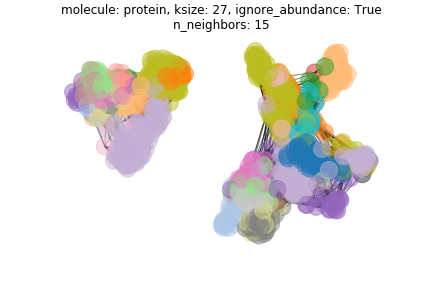 molecule: protein, ksize: 27, ignore_abundance: True
n_neighbors: 15